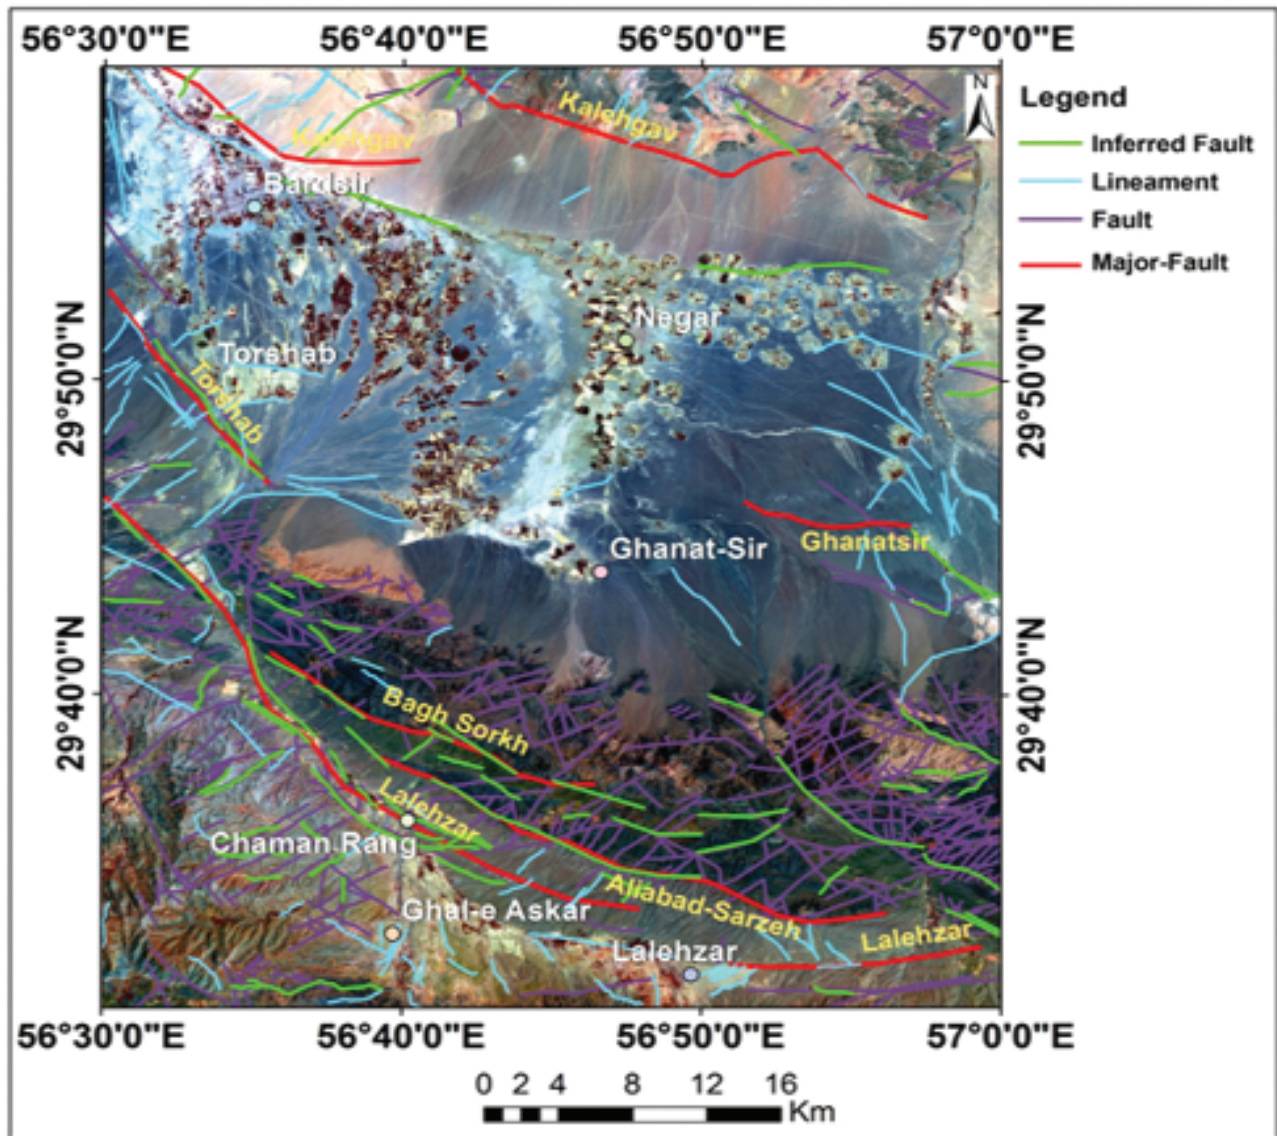 56°30'0"E 56°40'0"E 56°50'0"E 57°0'0"E
N
Legend
Inferred Fault
Lineament
Fault
Major-Fault
Kalehgav
Kalehgav
Bardsir
Negar
Torshab
Torshab
29°50'0"N
29°50'0"N
Ghanatsir
Ghanat-Sir
29°40'0"N
29°40'0"N
Bagh Sorkh
Lalehzar
Chaman Rang
Aliabad-Sarzeh
Ghal-e Askar
Lalehzar
Lalehzar
56°30'0"E 56°40'0"E 56°50'0"E 57°0'0"E
0 2 4 8 12 16
Km